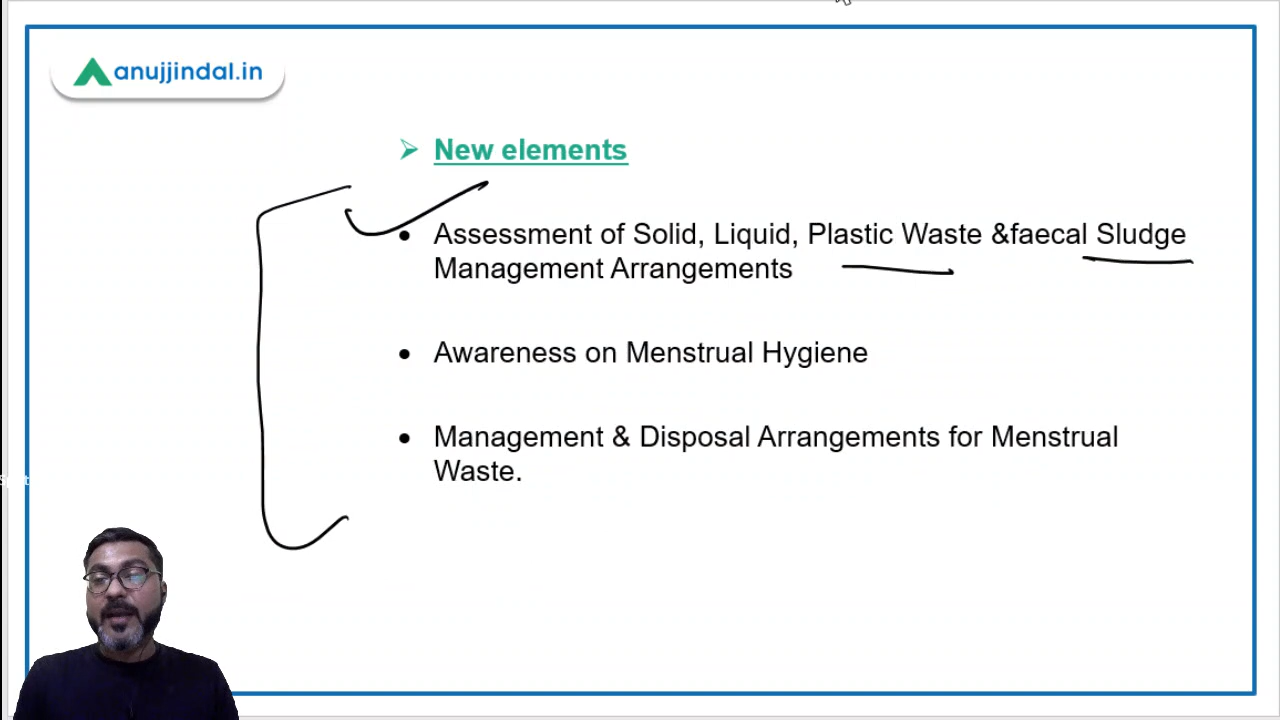 anujjindal.in
New elements
Assessment of Solid, Liquid, Plastic Waste &faecal Sludge
Management Arrangements
Awareness on Menstrual Hygiene
Management & Disposal Arrangements for Menstrual
Waste.